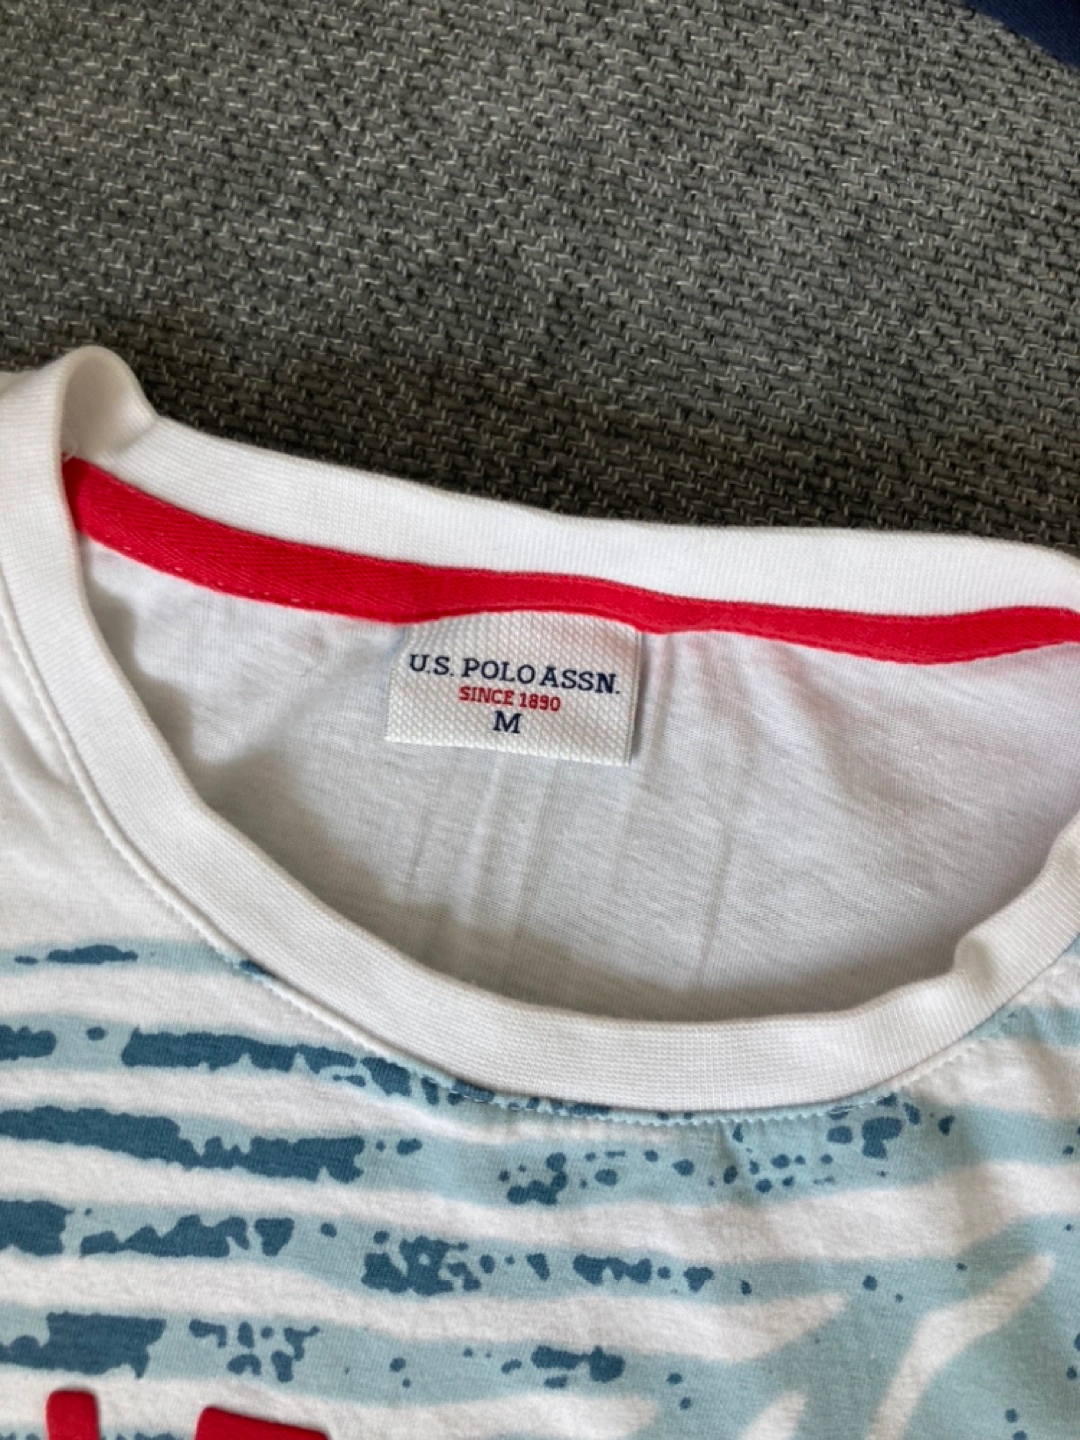 U.S. POLO ASSN.
SINCE 1890
M